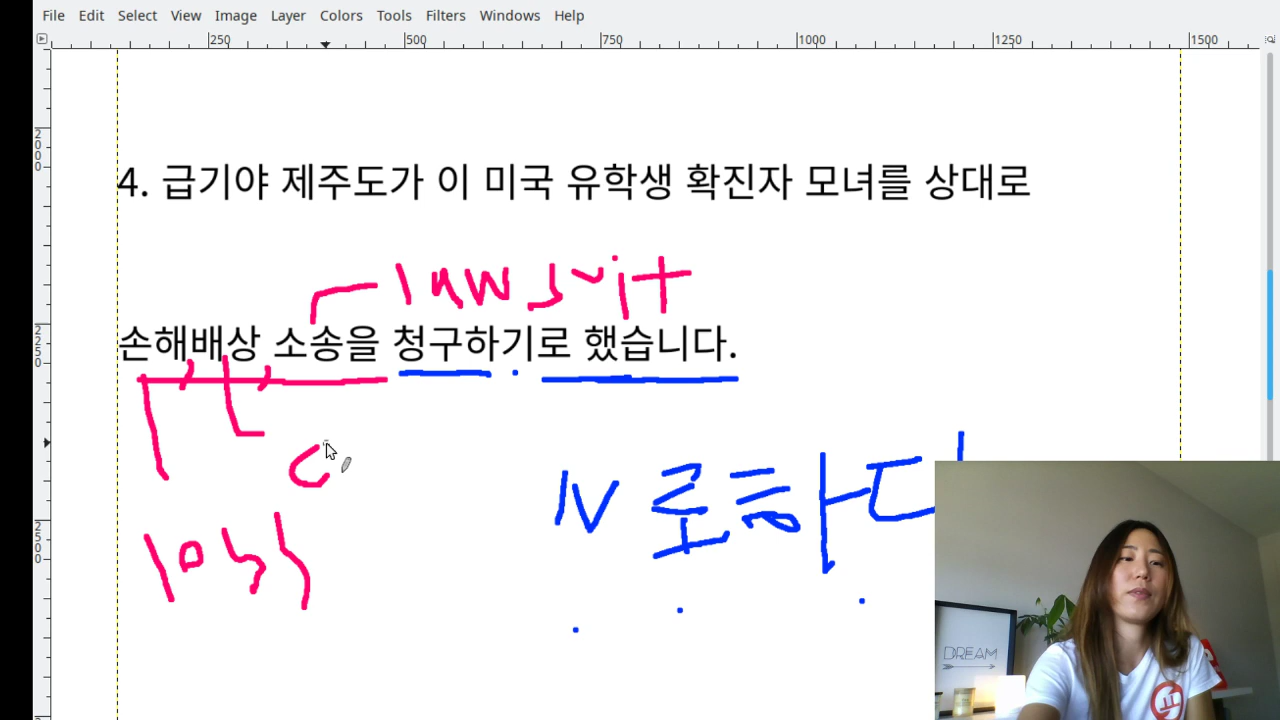 File Edit Select View Image Layer Colors Tools Filters Windows Help
250 500 750 1000 1250 1500
4. 급기야 제주도가 이 미국 유학생 확진자 모녀를 상대로
law suit
손해배상 소송을 청구하기로 했습니다.
C
N 로하다
loss
DREAM